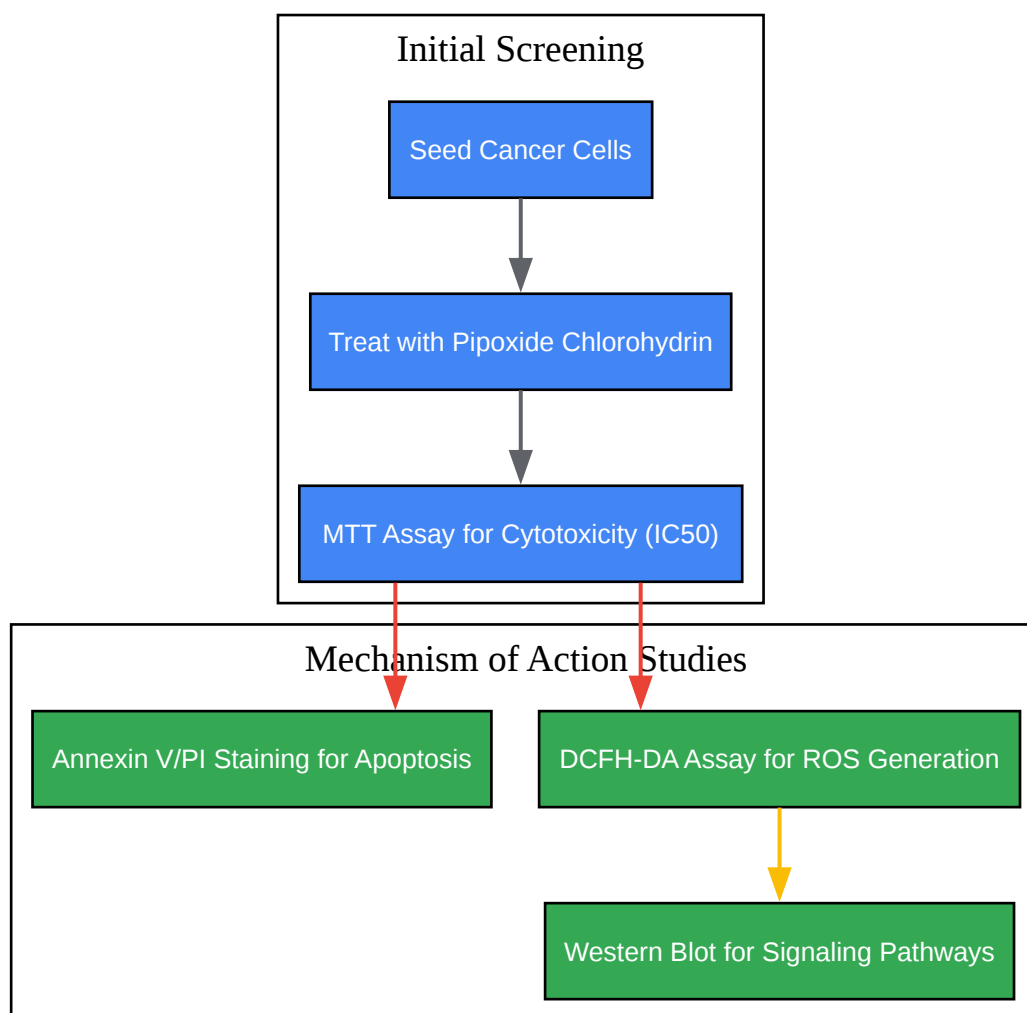 Initial Screening
Seed Cancer Cells
Treat with Pipoxide Chlorohydrin
MTT Assay for Cytotoxicity (IC50)
Mechanism of Action Studies
Annexin V/PI Staining for Apoptosis
DCFH-DA Assay for ROS Generation
Western Blot for Signaling Pathways